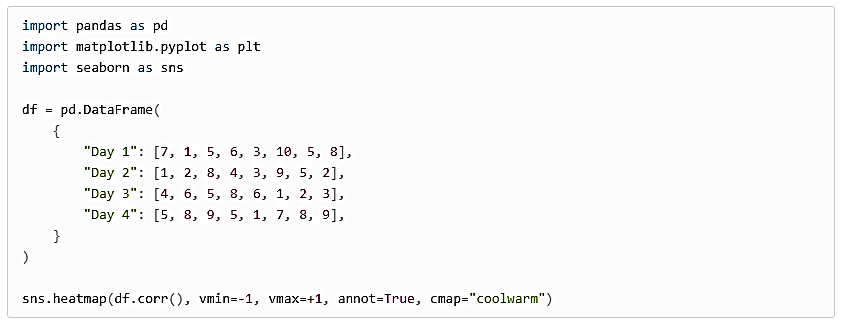 import pandas as pd
import matplotlib.pyplot as plt
import seaborn as sns

df = pd.DataFrame(
    {
        "Day 1": [7, 1, 5, 6, 3, 10, 5, 8],
        "Day 2": [1, 2, 8, 4, 3, 9, 5, 2],
        "Day 3": [4, 6, 5, 8, 6, 1, 2, 3],
        "Day 4": [5, 8, 9, 5, 1, 7, 8, 9],
    }
)

sns.heatmap(df.corr(), vmin=-1, vmax=+1, annot=True, cmap="coolwarm")